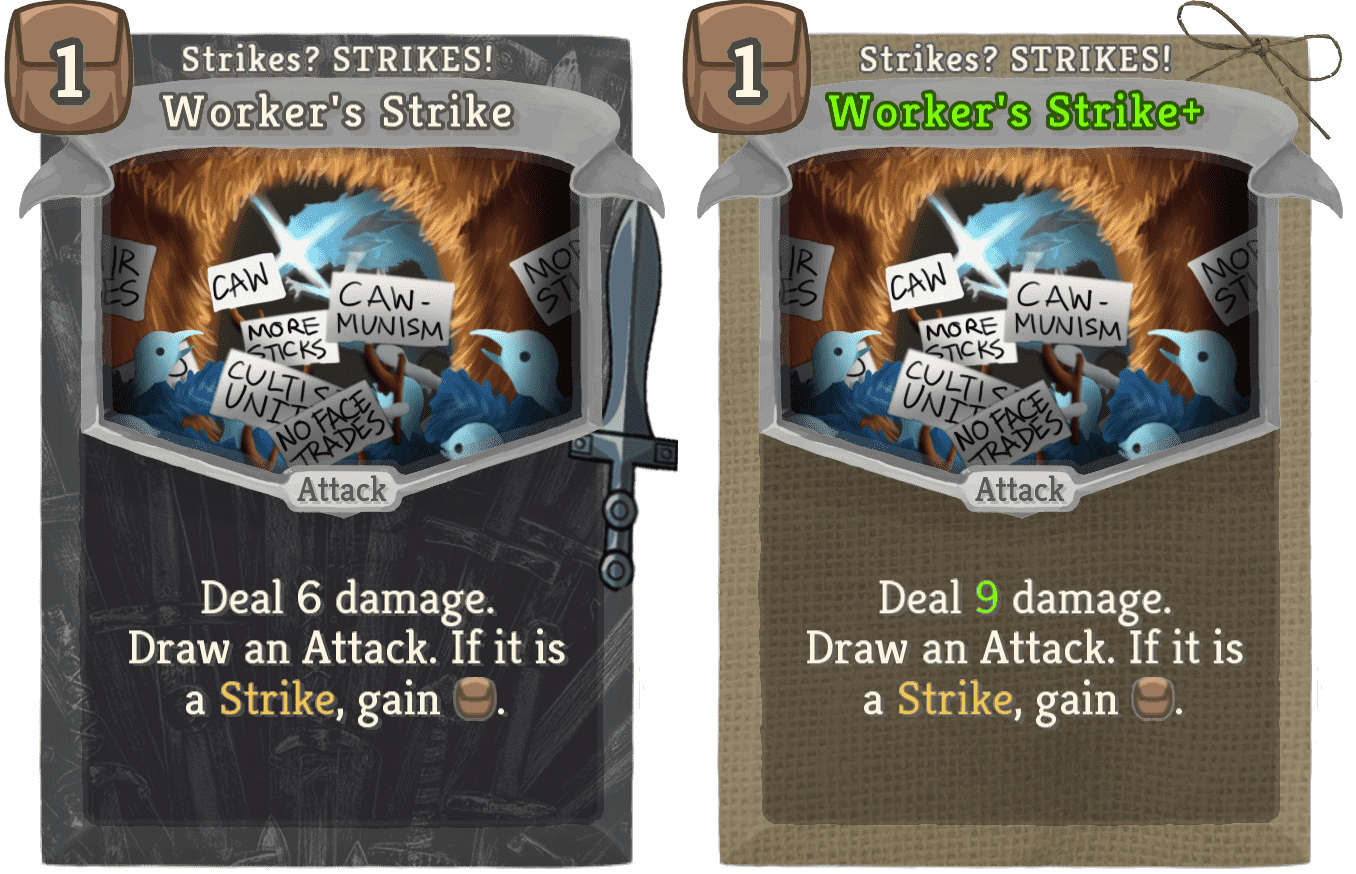 1
Strikes? STRIKES!
Worker's Strike
CAW
CAW-
MUNISM
MORE
STICKS
NO FACE
TRADES
Attack
Deal 6 damage.
Draw an Attack. If it is
a Strike, gain .
1
Strikes? STRIKES!
Worker's Strike+
CAW
CAW-
MUNISM
MORE
STICKS
NO FACE
TRADES
Attack
Deal 9 damage.
Draw an Attack. If it is
a Strike, gain .